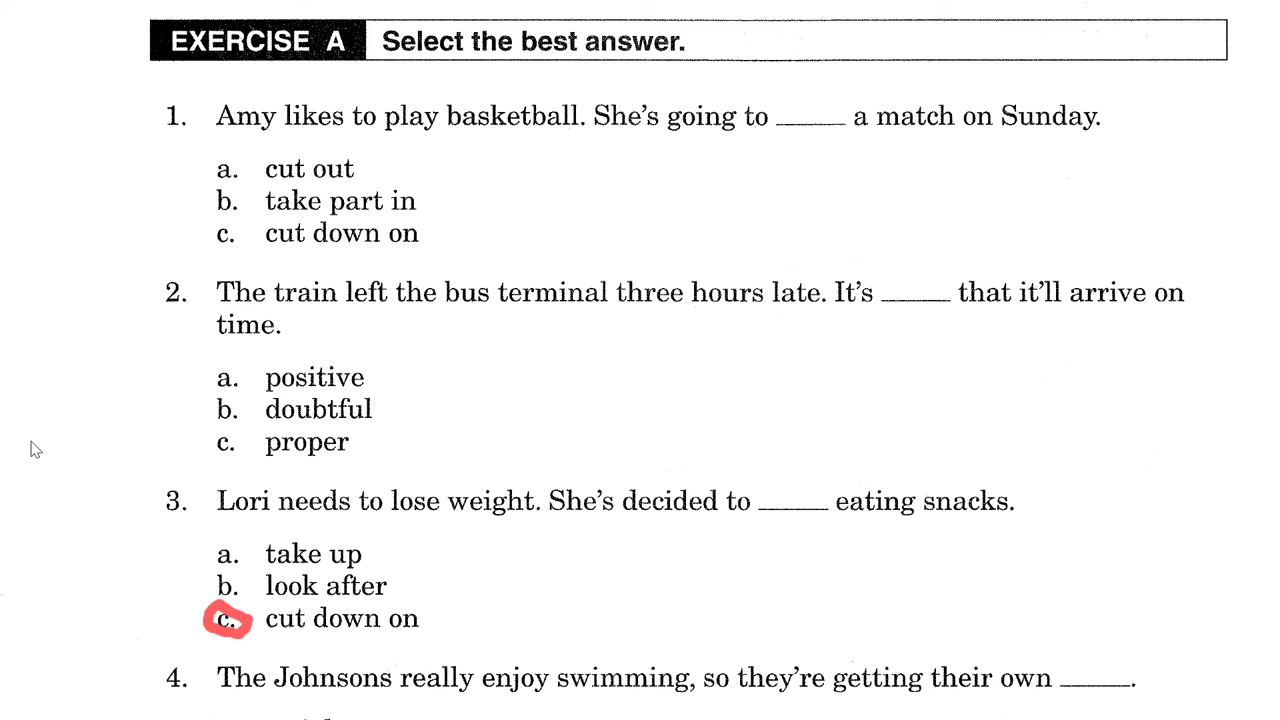 EXERCISE A Select the best answer.
1. Amy likes to play basketball. She's going to _____ a match on Sunday.
a. cut out
b. take part in
c. cut down on
2. The train left the bus terminal three hours late. It's _____ that it'll arrive on
time.
a. positive
b. doubtful
c. proper
3. Lori needs to lose weight. She's decided to _____ eating snacks.
a. take up
b. look after
c. cut down on
4. The Johnsons really enjoy swimming, so they're getting their own _____.